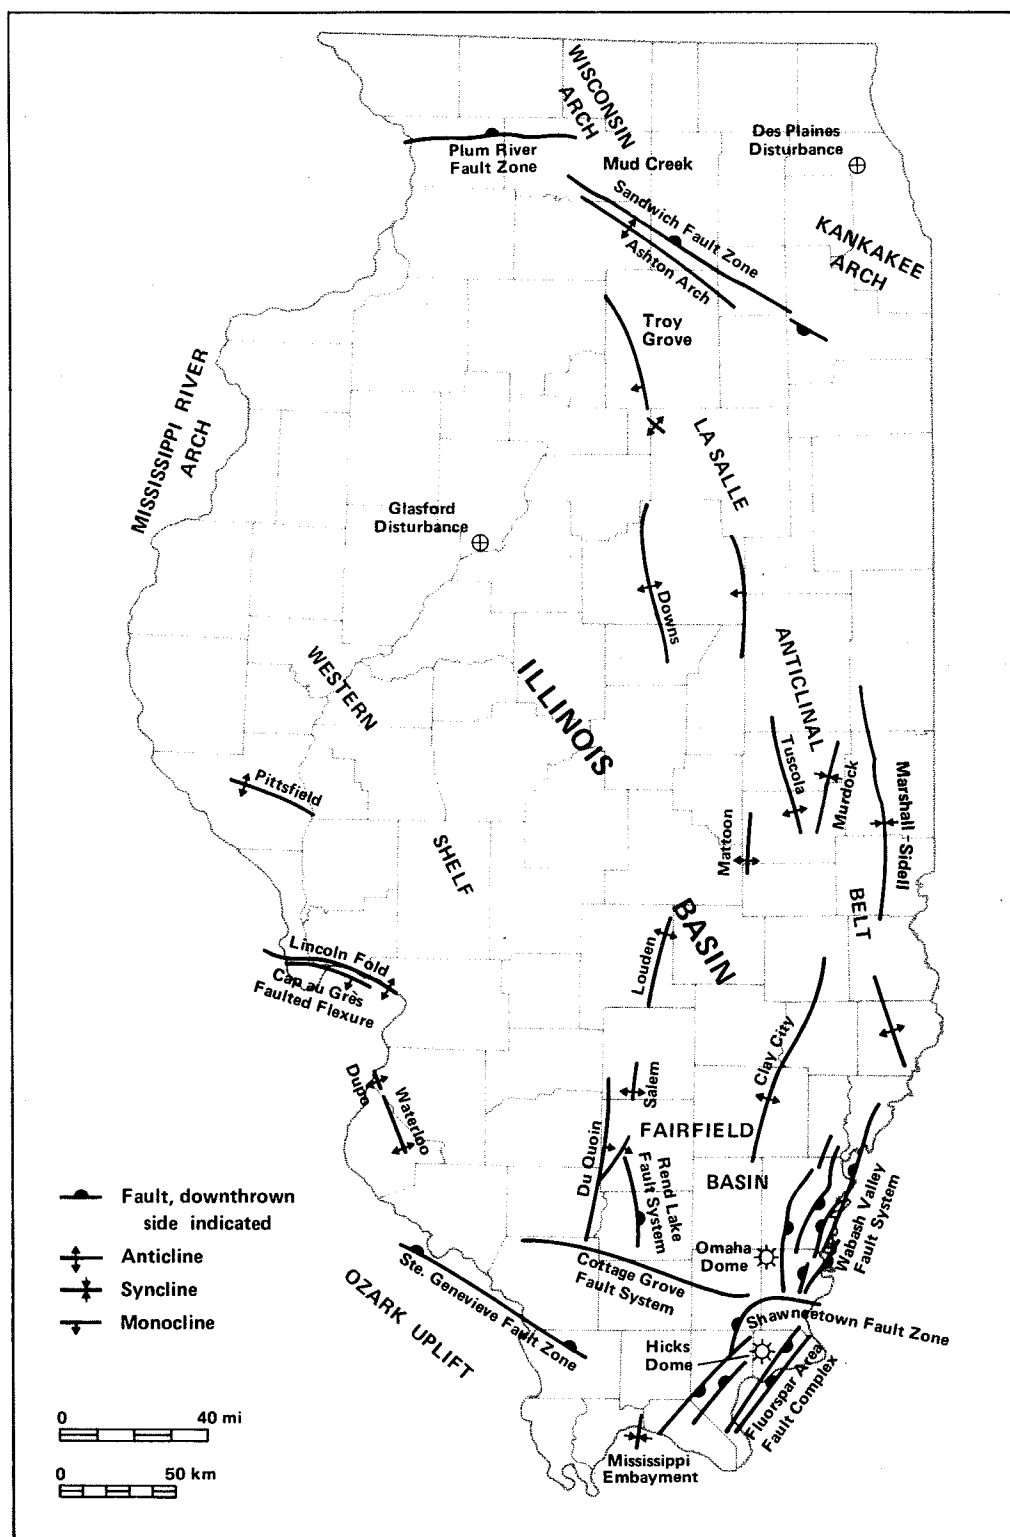 WISCONSIN
ARCH
Des Plaines
Disturbance
Plum River
Fault Zone
Mud Creek
Sandwich Fault Zone
Ashton Arch
KANKAKEE
ARCH
Troy
Grove
MISSISSIPPI RIVER
ARCH
LA SALLE
Glasford
Disturbance
Downs
ANTICLINAL
WESTERN
ILLINOIS
Tuscola
Murdock
Marshall - Sidell
Pittsfield
Mattoon
SHELF
BELT
BASIN
Lincoln Fold
Cap au Grès
Faulted Flexure
Louden
Clay City
Dupo
Waterloo
Salem
FAIRFIELD
BASIN
Du Quoin
Rend Lake
Fault System
Wabash Valley
Fault System
Omaha
Dome
Cottage Grove
Fault System
Ste. Genevieve Fault Zone
OZARK UPLIFT
Shawneetown Fault Zone
Hicks
Dome
Fluorspar Area
Fault Complex
Mississippi
Embayment
Fault, downthrown
side indicated
Anticline
Syncline
Monocline
0 40 mi
0 50 km